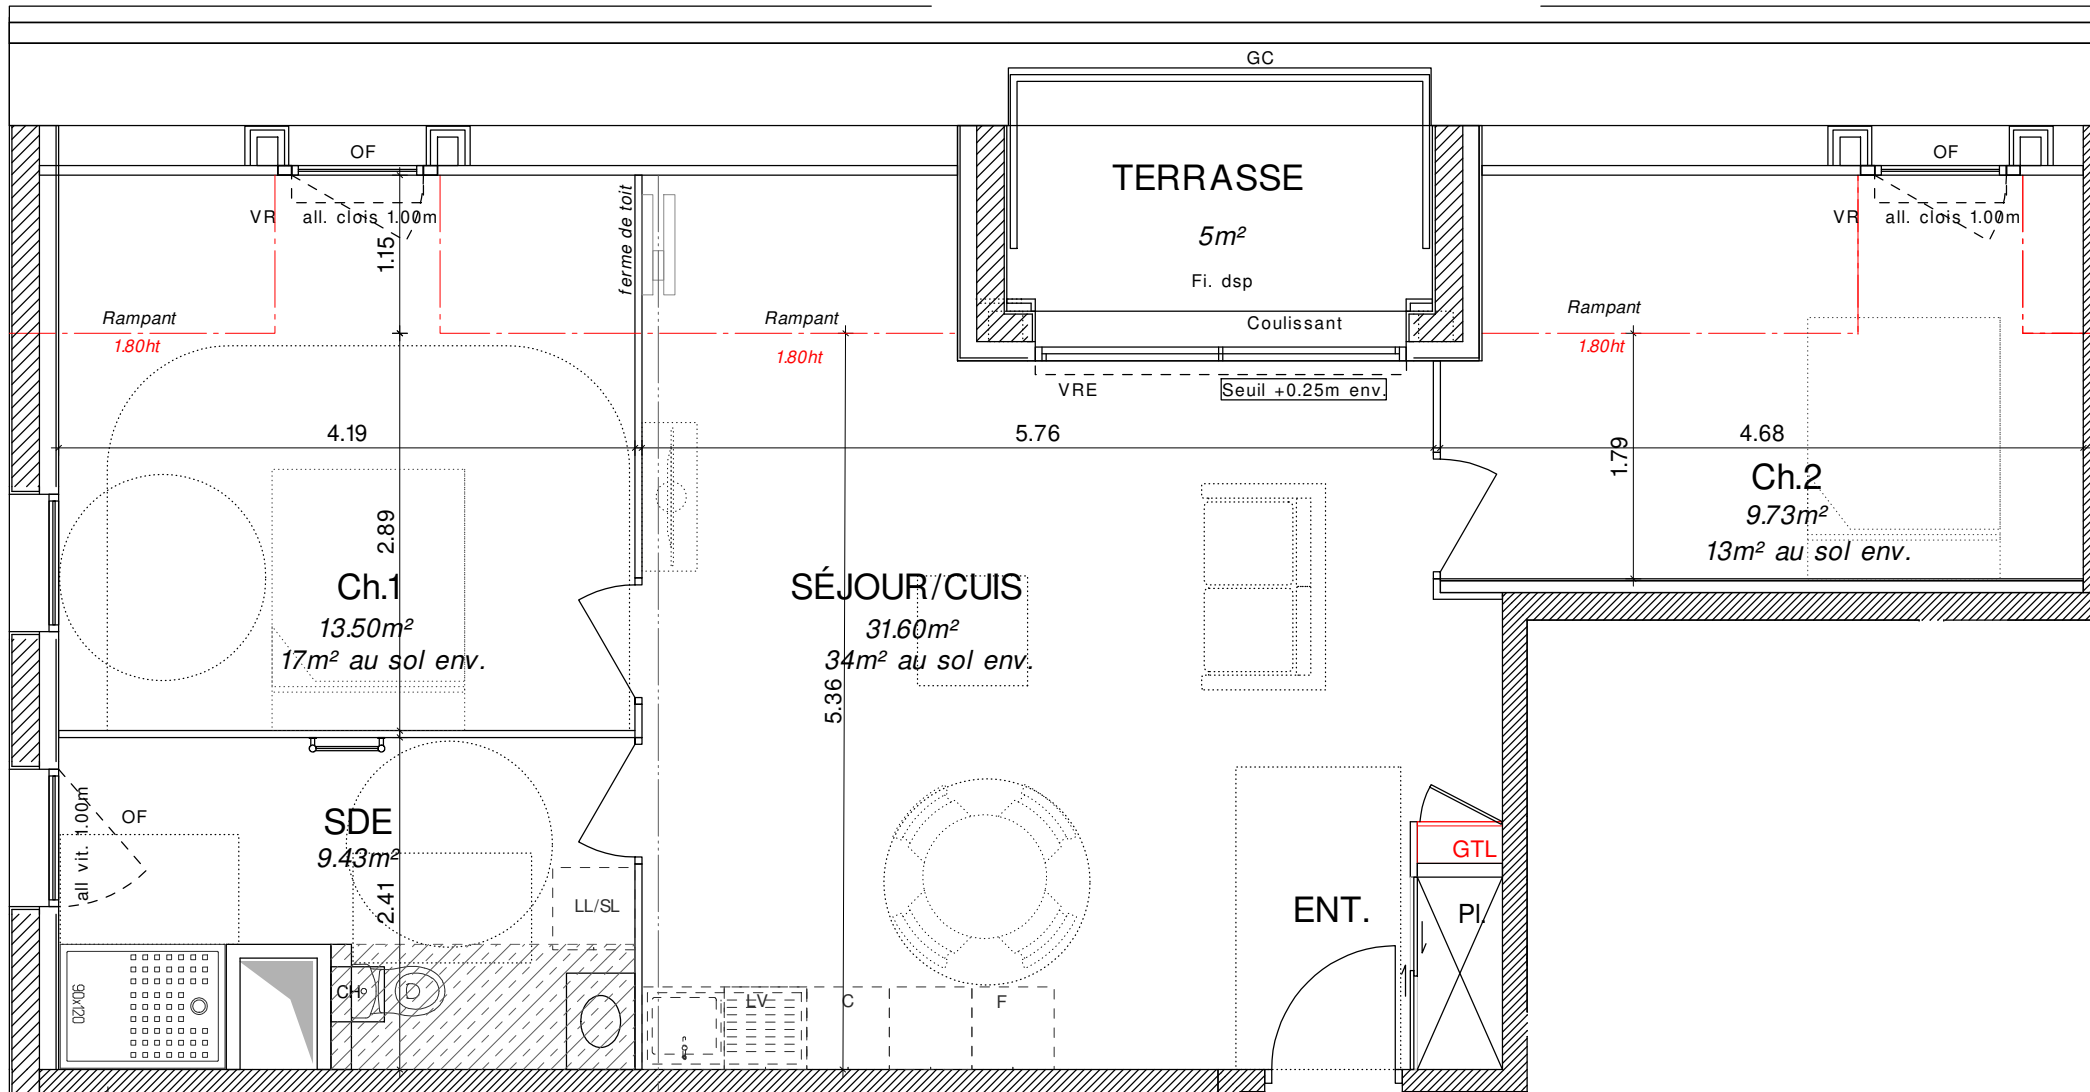 GC
OF
TERRASSE
OF
VR
all. clois 1.00m
ferme de toit
5m²
VR
all. clois 1.00m
1.15
Fi. dsp
Rampant
1.80ht
Rampant
1.80ht
Coulissant
Rampant
1.80ht
VRE
Seuil +0.25m env.
4.19
5.76
4.68
1.79
Ch.2
9.73m²
13m² au sol env.
2.89
Ch.1
13.50m²
17m² au sol env.
SÉJOUR/CUIS
31.60m²
34m² au sol env.
5.36
all vit. 1.00m
OF
SDE
9.43m²
2.41
LL/SL
GTL
ENT.
Pl.
90x120
CH
D
LV
C
F